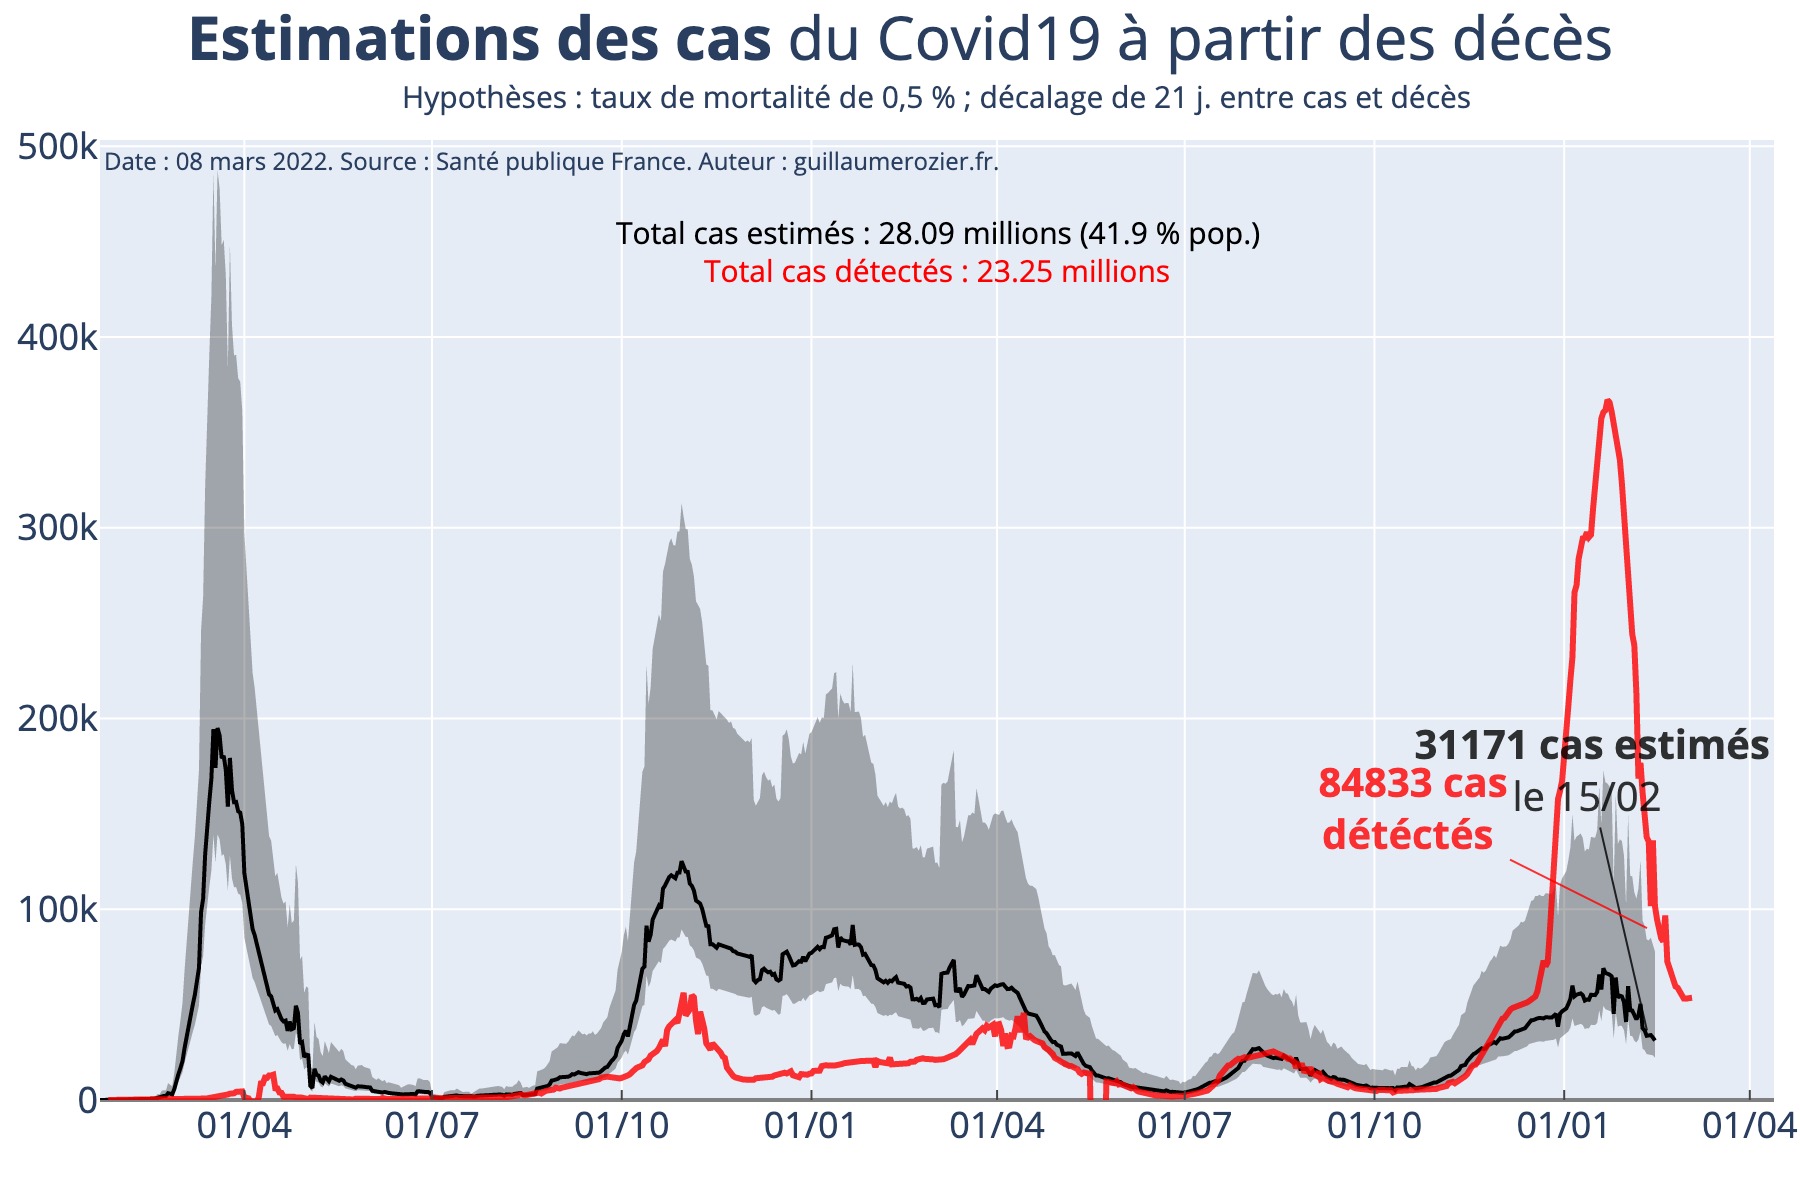 Estimations des cas du Covid19 à partir des décès
Hypothèses : taux de mortalité de 0,5 % ; décalage de 21 j. entre cas et décès
500k
Date : 08 mars 2022. Source : Santé publique France. Auteur : guillaumerozier.fr.
Total cas estimés : 28.09 millions (41.9 % pop.)
Total cas détectés : 23.25 millions
400k
300k
200k
31171 cas estimés
le 15/02
84833 cas
détéctés
100k
0
01/04
01/07
01/10
01/01
01/04
01/07
01/10
01/01
01/04